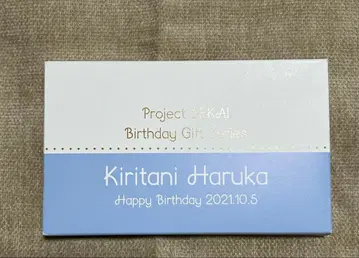 Project SEKAI
Birthday Gift Series
Kiritani Haruka
Happy Birthday 2021.10.5